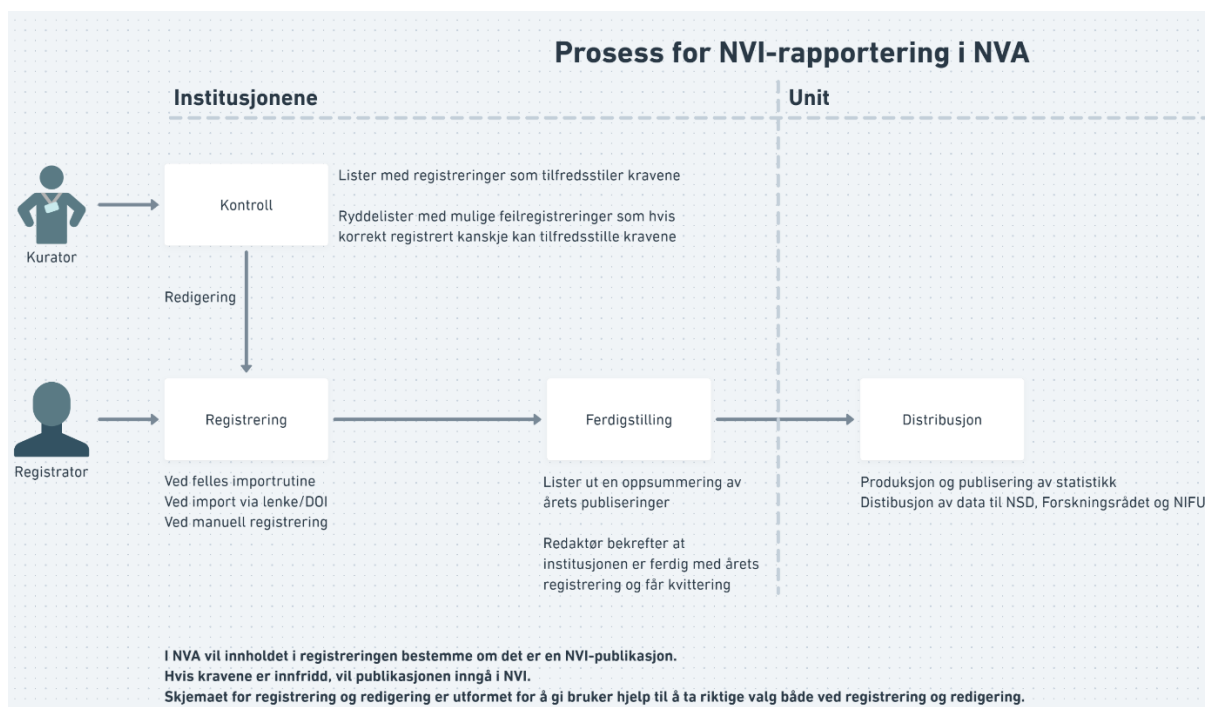 Prosess for NVI-rapportering i NVA
Institusjonene
Unit
Kurator
Kontroll
Lister med registreringer som tilfredsstiler kravene
Ryddelister med mulige feilregistreringer som hvis
korrekt registrert kanskje kan tilfredsstille kravene
Redigering
Registrator
Registrering
Ved felles importrutine
Ved import via lenke/DOI
Ved manuell registrering
Ferdigstilling
Lister ut en oppsummering av
årets publiseringer
Redaktør bekrefter at
institusjonen er ferdig med årets
registrering og får kvittering
Distribusjon
Produksjon og publisering av statistikk
Distibusjon av data til NSD, Forskningsrådet og NIFU
I NVA vil innholdet i registreringen bestemme om det er en NVI-publikasjon.
Hvis kravene er innfridd, vil publikasjonen inngå i NVI.
Skjemaet for registrering og redigering er utformet for å gi bruker hjelp til å ta riktige valg både ved registrering og redigering.